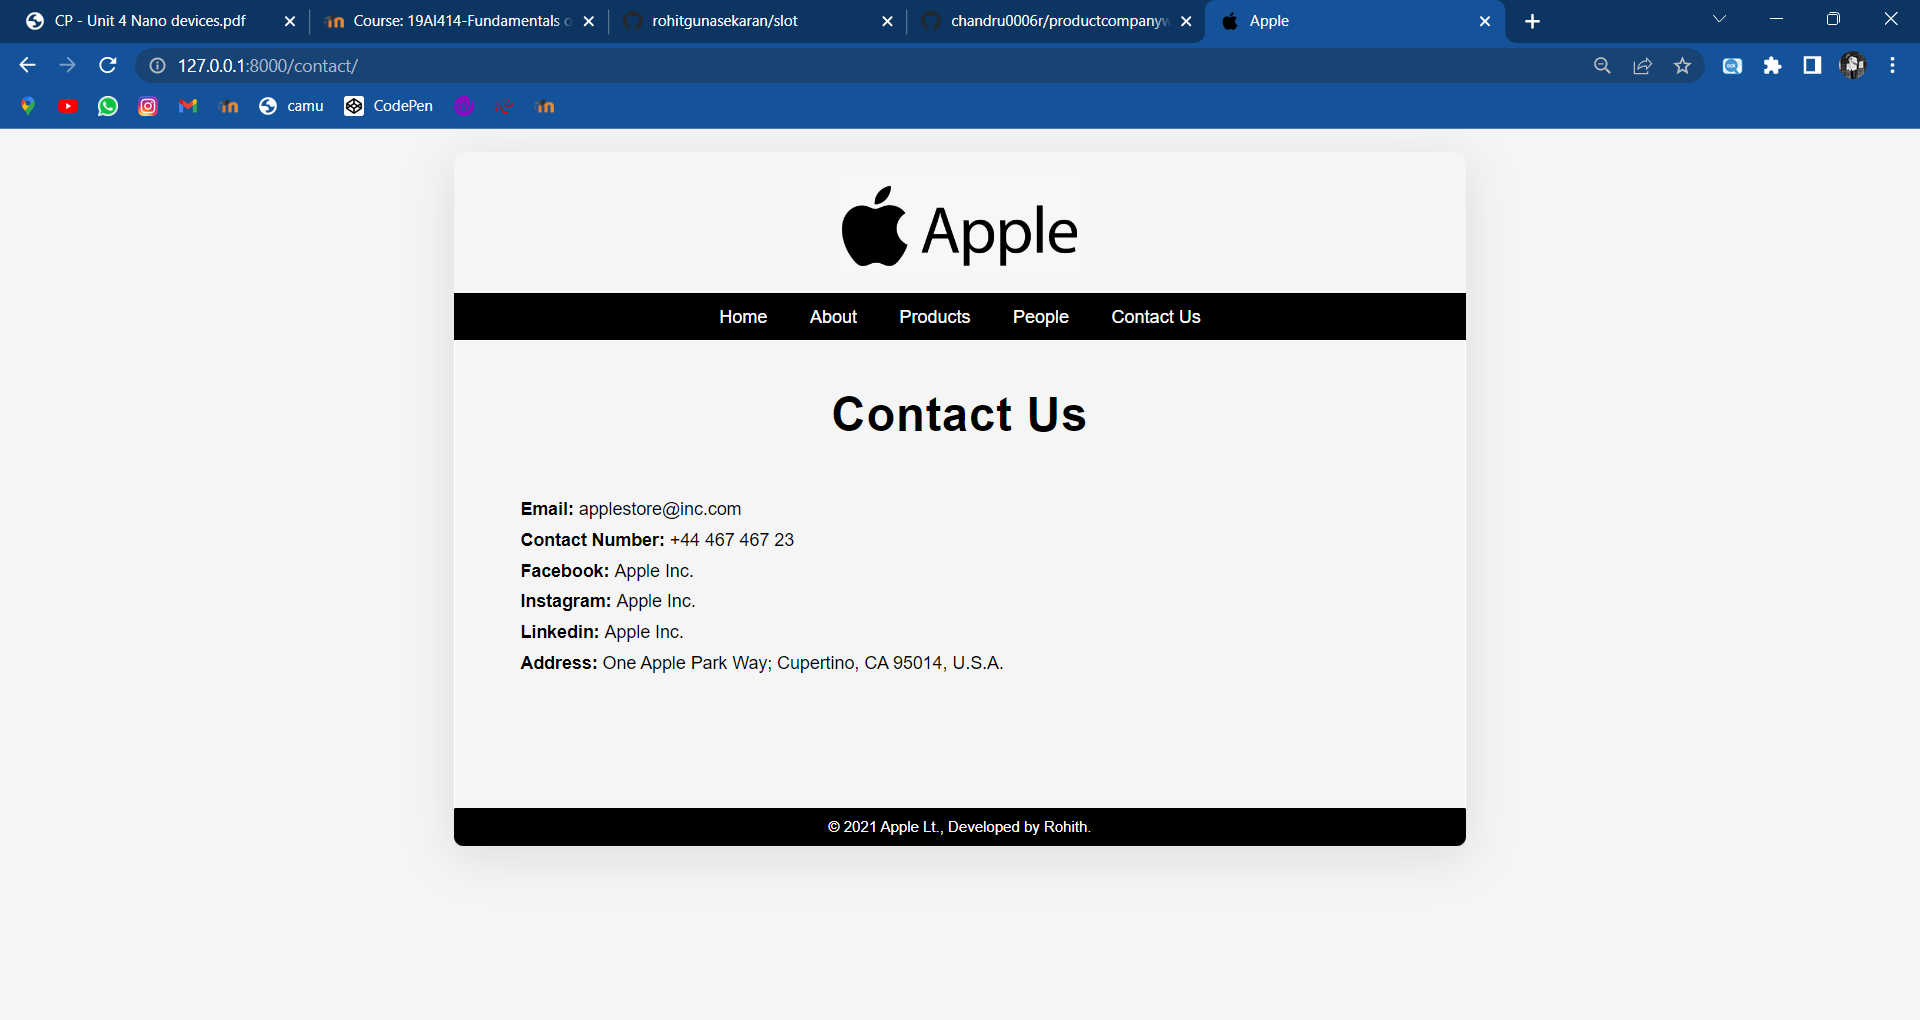 CP - Unit 4 Nano devices.pdf
Course: 19AI414-Fundamentals o
rohitgunasekaran/slot
chandru0006r/productcompanyw
Apple
127.0.0.1:8000/contact/
camu
CodePen
Apple
Home About Products People Contact Us
Contact Us
Email: applestore@inc.com
Contact Number: +44 467 467 23
Facebook: Apple Inc.
Instagram: Apple Inc.
Linkedin: Apple Inc.
Address: One Apple Park Way; Cupertino, CA 95014, U.S.A.
© 2021 Apple Lt., Developed by Rohith.